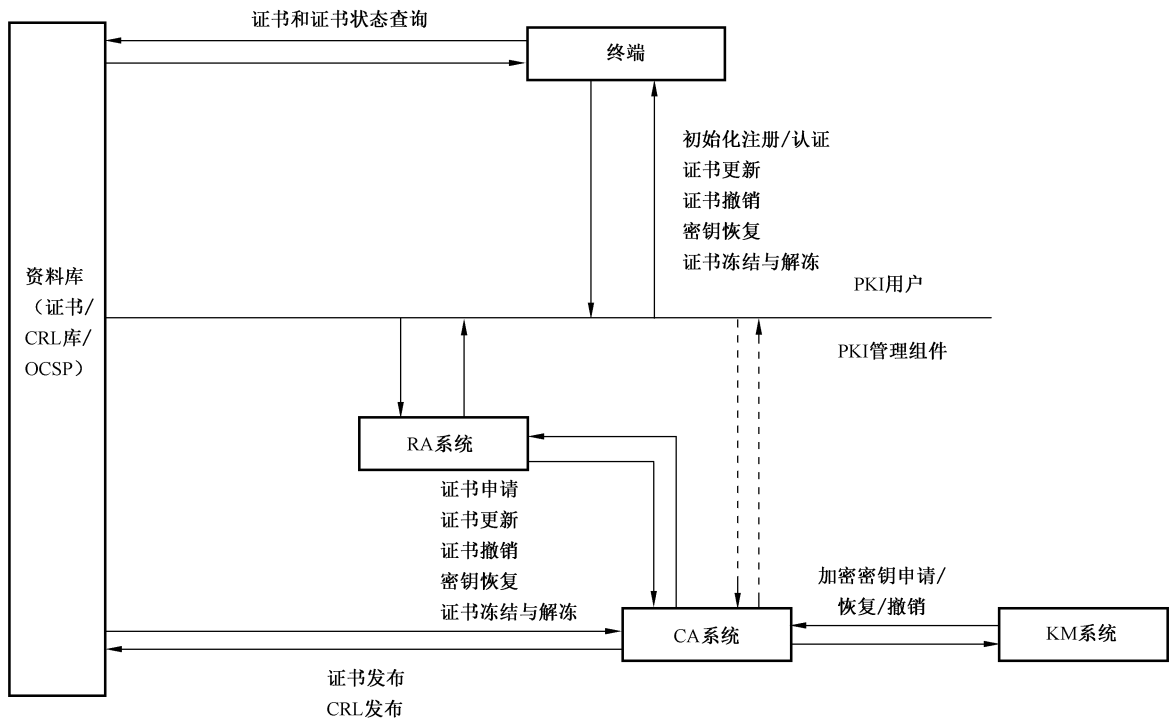 证书和证书状态查询
终端
初始化注册/认证
证书更新
证书撤销
密钥恢复
证书冻结与解冻
资料库
（证书/
CRL库/
OCSP）
PKI用户
PKI管理组件
RA系统
证书申请
证书更新
证书撤销
密钥恢复
证书冻结与解冻
加密密钥申请/
恢复/撤销
CA系统
KM系统
证书发布
CRL发布